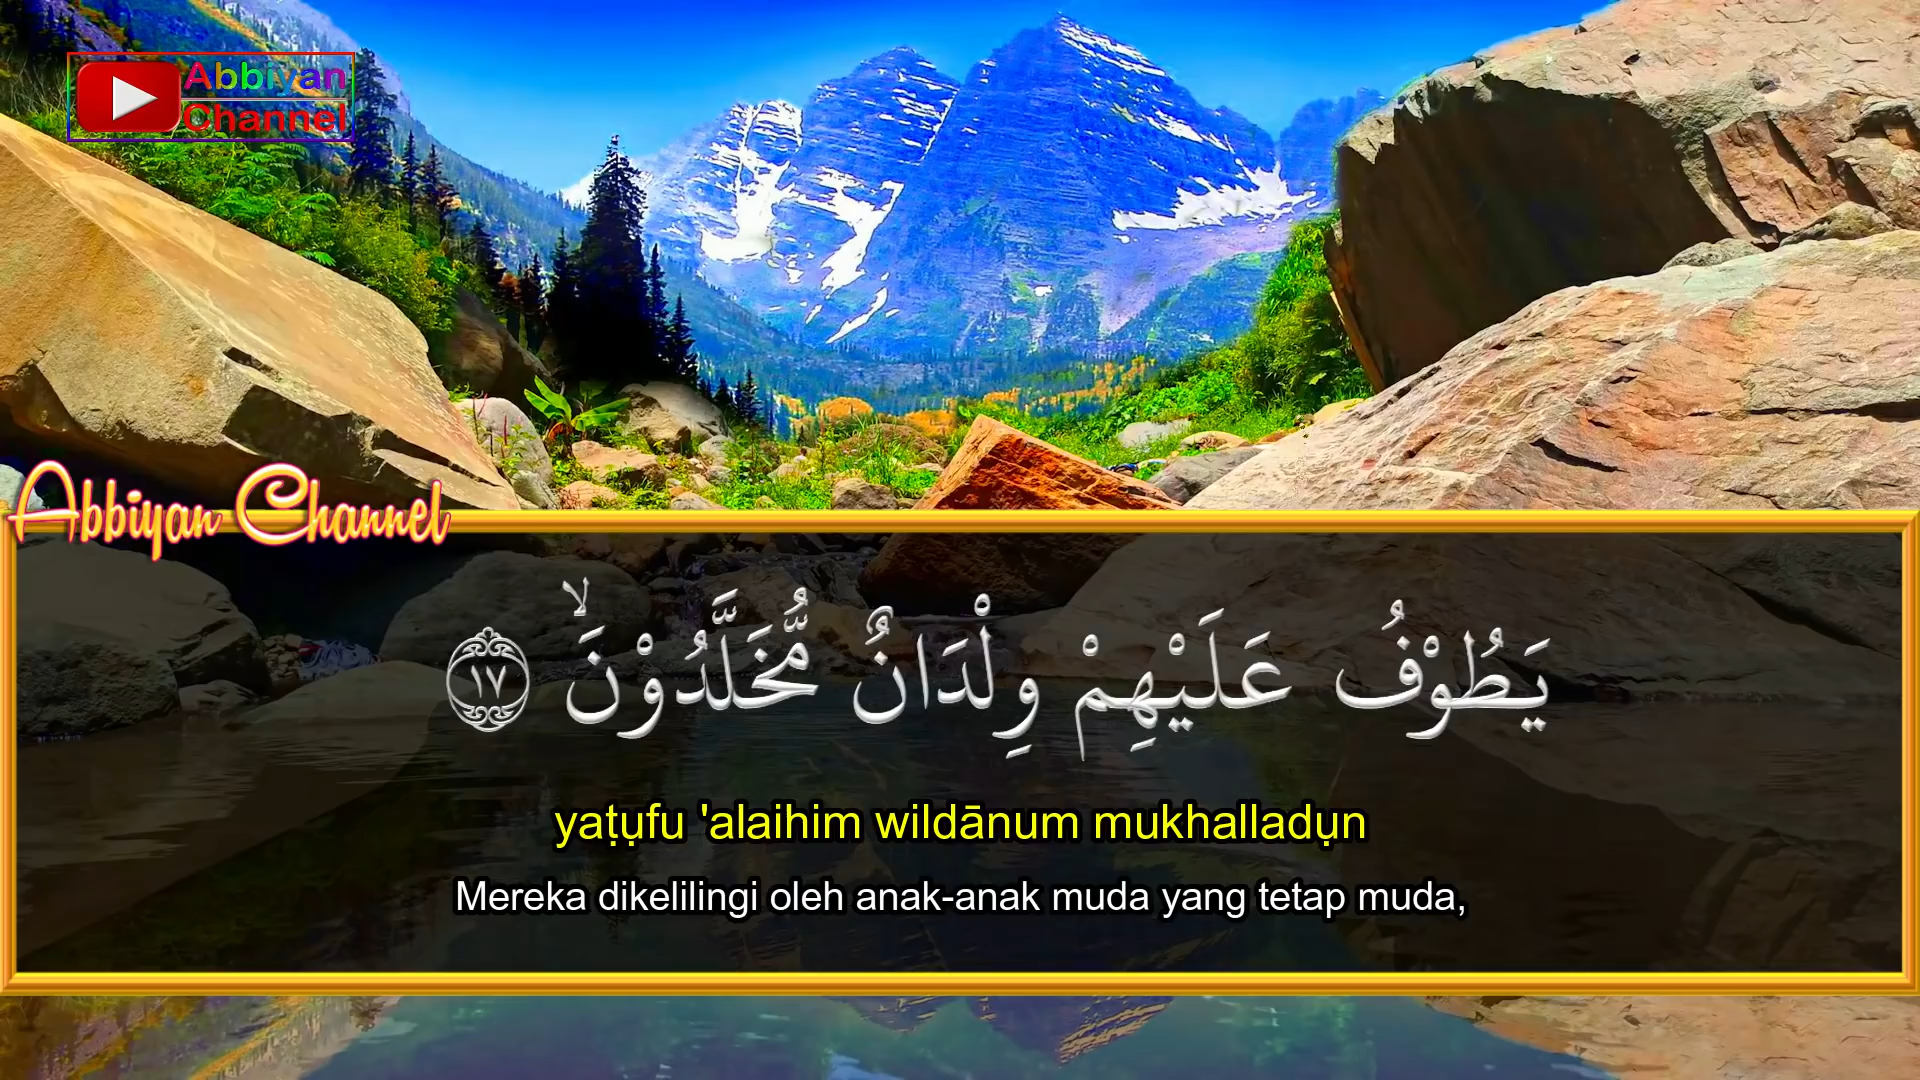 Abbiyan
Channel
Abbiyan Channel
يَطُوْفُ عَلَيْهِمْ وِلْدَانٌ مُّخَلَّدُوْنَۙ ١٧
yaṭụfu 'alaihim wildānum mukhalladụn
Mereka dikelilingi oleh anak-anak muda yang tetap muda,